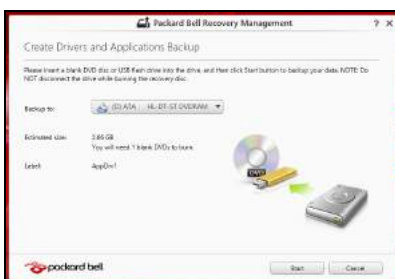 Packard Bell Recovery Management
? X
Create Drivers and Applications Backup
Please insert a blank DVD disc or USB flash drive into the drive, and then click Start button to backup your data. NOTE: Do
NOT disconnect the drive while burning the recovery disc.
Backup to:
(D) ATA HL-DT-ST DVDRAM
Estimated size:
You will need 1 blank DVDs to burn
Label:
AppDrv1
DVD
packard bell
Start
Cancel